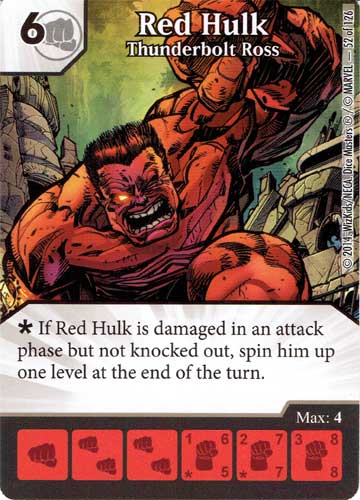 6
Red Hulk
Thunderbolt Ross
© 2014 WizKids/NECA. Dice Masters © / © MARVEL — 52 of 126
* If Red Hulk is damaged in an attack
phase but not knocked out, spin him up
one level at the end of the turn.
Max: 4
1 6 2 7 3 8
* 5 * 7 8